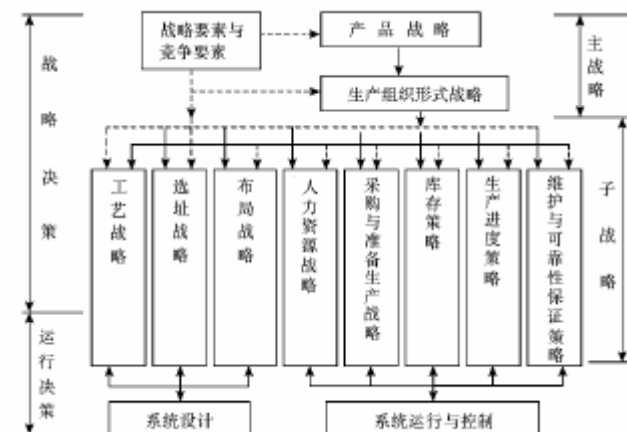 战略要素与
竞争要素
产品战略
生产组织形式战略
战略决策
主战略
工艺战略
选址战略
布局战略
人力资源战略
采购与准备生产战略
库存策略
生产进度策略
维护与可靠性保证策略
子战略
运行决策
系统设计
系统运行与控制